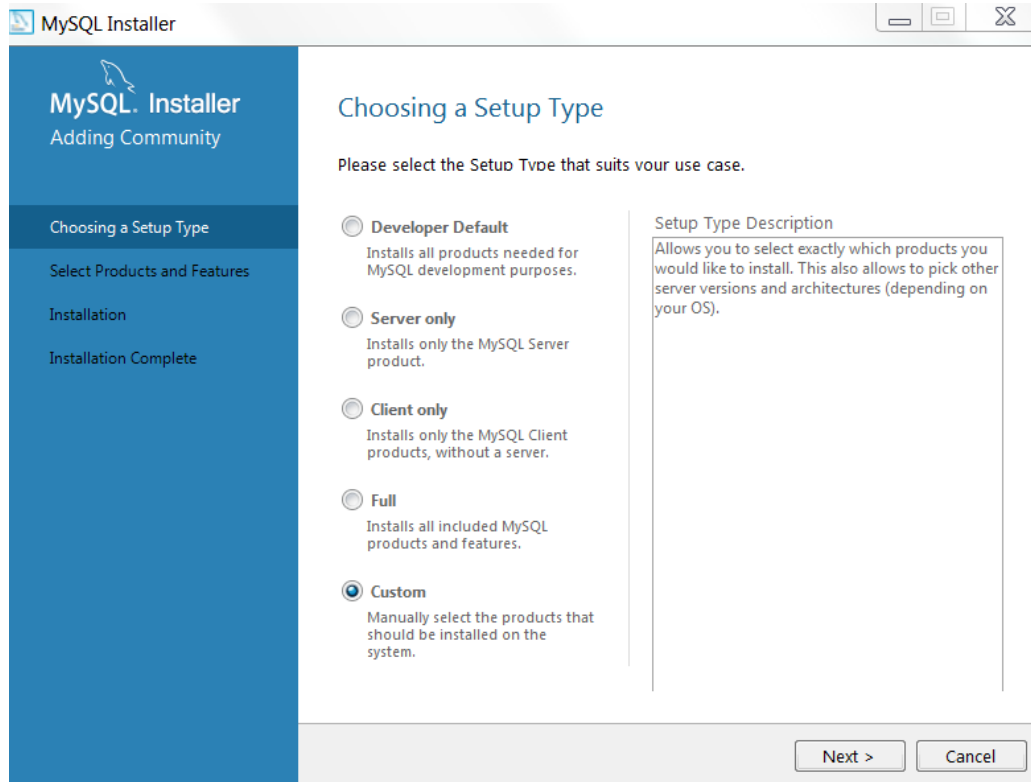 MySQL Installer
MySQL. Installer
Adding Community
Choosing a Setup Type
Select Products and Features
Installation
Installation Complete
Choosing a Setup Type
Please select the Setup Type that suits your use case.
Developer Default
Installs all products needed for
MySQL development purposes.
Server only
Installs only the MySQL Server
product.
Client only
Installs only the MySQL Client
products, without a server.
Full
Installs all included MySQL
products and features.
Custom
Manually select the products that
should be installed on the
system.
Setup Type Description
Allows you to select exactly which products you
would like to install. This also allows to pick other
server versions and architectures (depending on
your OS).
Next >
Cancel